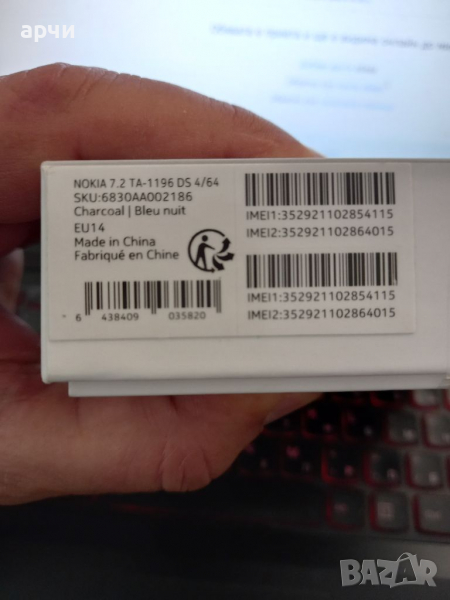 арчи
NOKIA 7.2 TA-1196 DS 4/64
SKU:6830AA002186
Charcoal | Bleu nuit
EU14
Made in China
Fabriquê en Chine
6 438409 035820
IMEI1:352921102854115
IMEI2:352921102864015
IMEI1:352921102854115
IMEI2:352921102864015
BAZAR